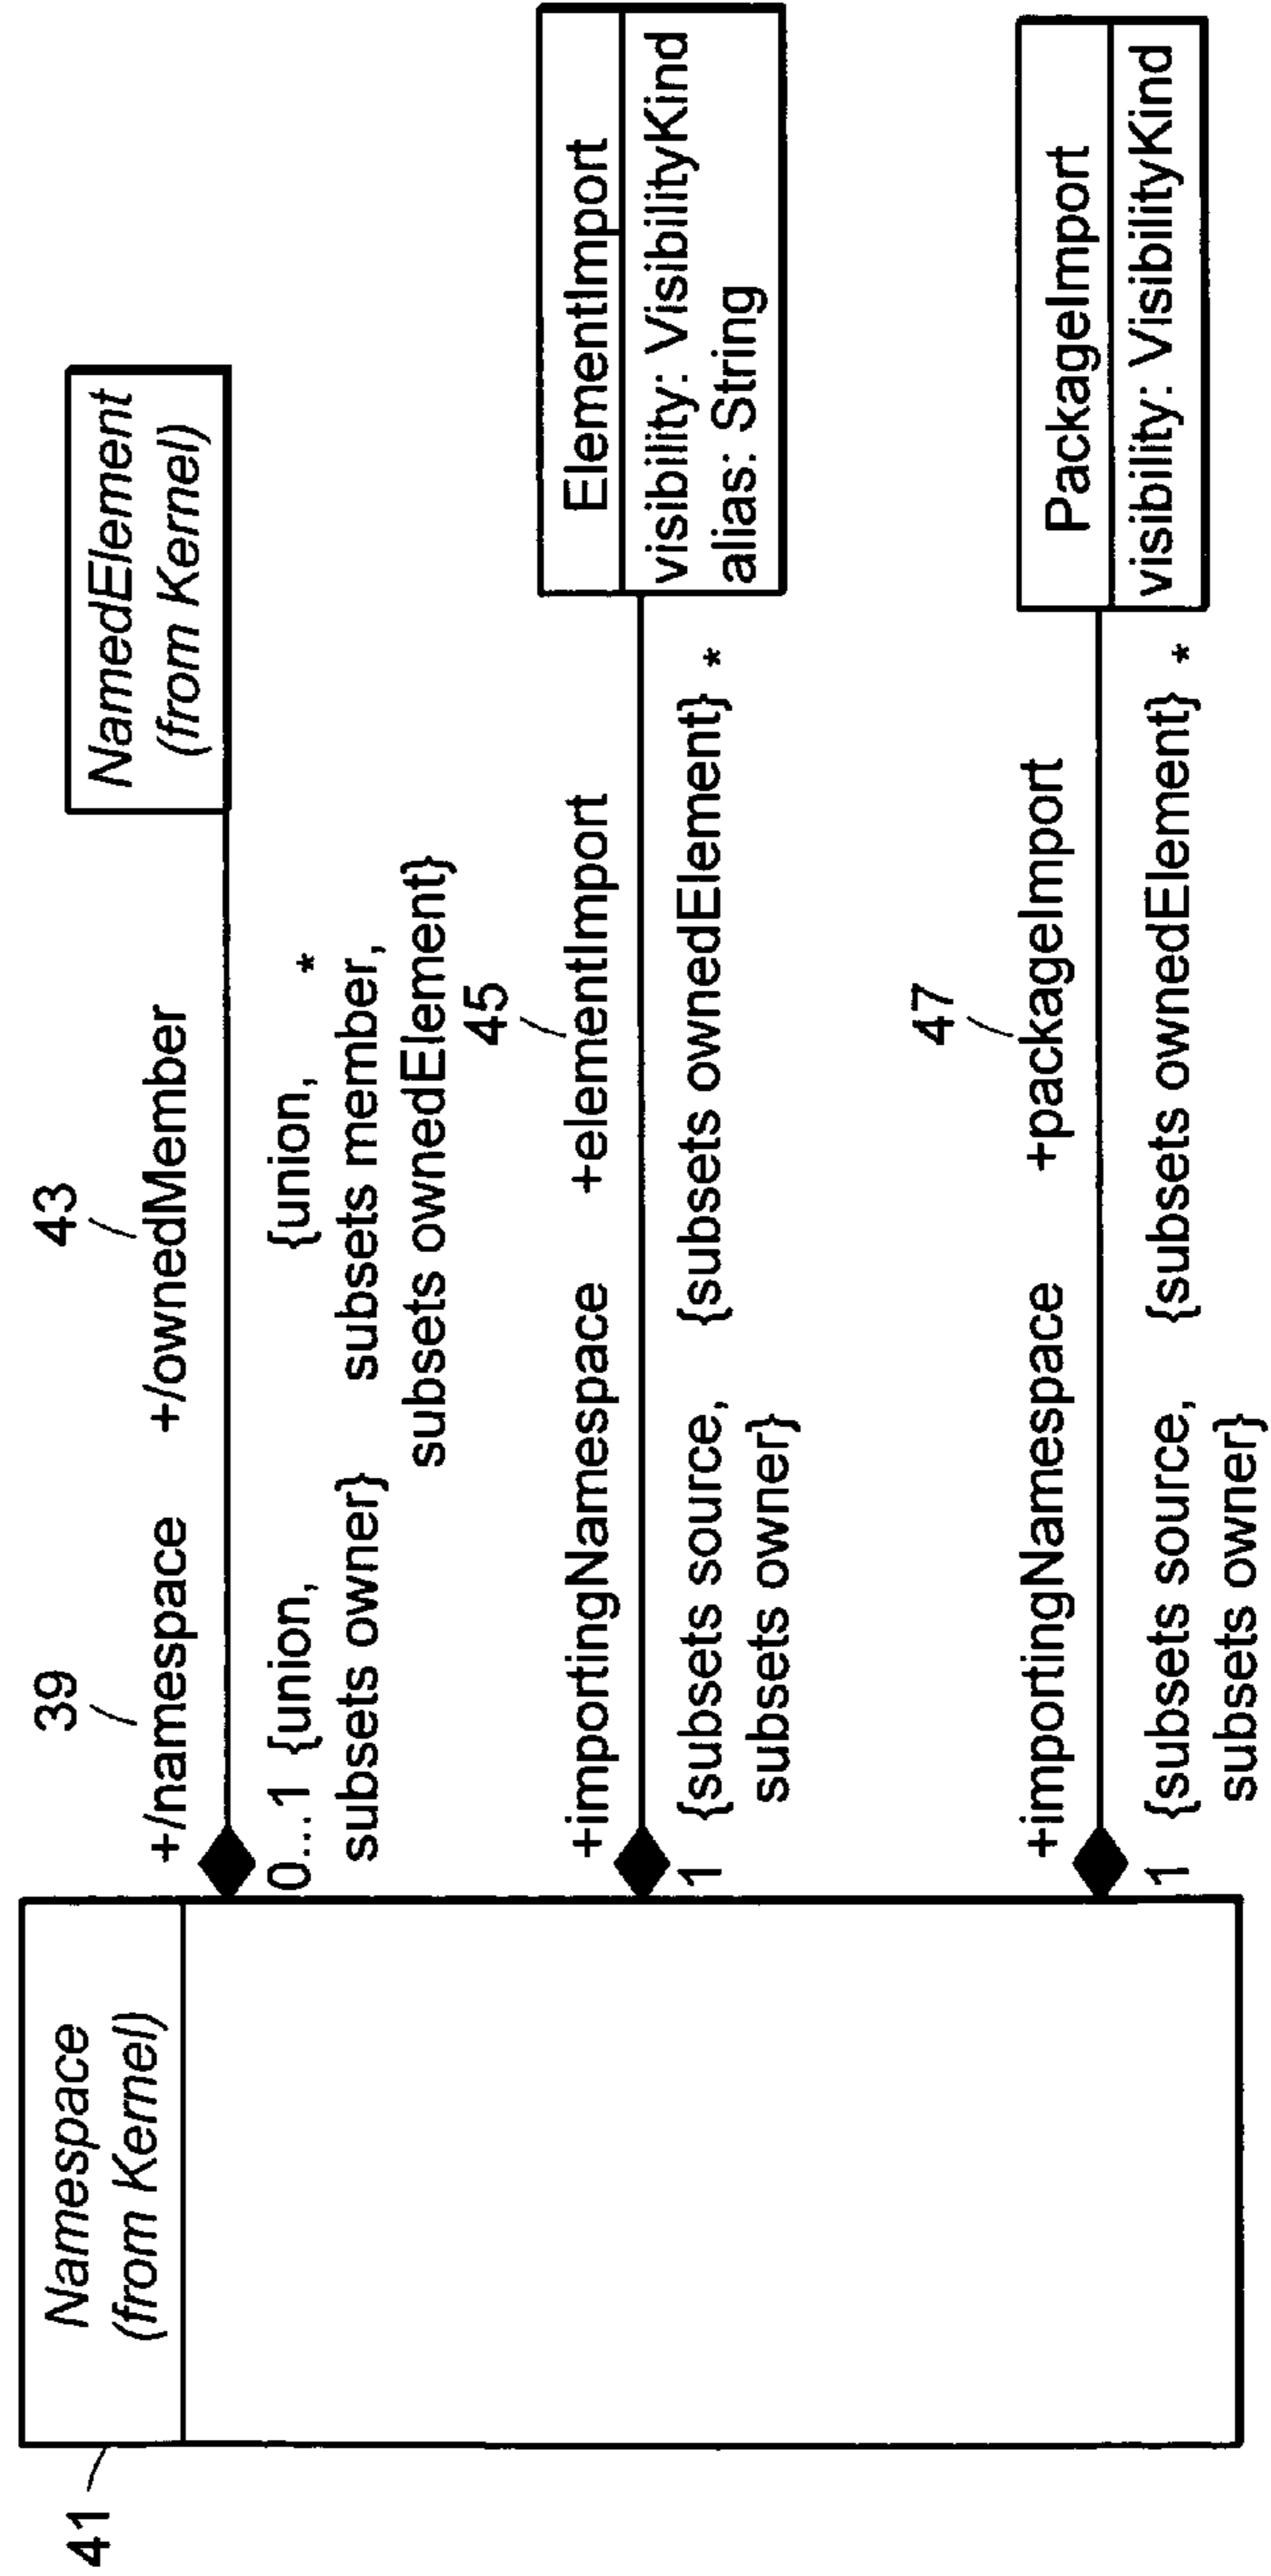 41
Namespace
(from Kernel)
39
+/namespace
0...1 {union,
subsets owner}
43
+/ownedMember
{union, *
subsets member,
subsets ownedElement}
NamedElement
(from Kernel)
+importingNamespace
1 {subsets source,
subsets owner}
45
+elementImport
{subsets ownedElement} *
ElementImport
visibility: VisibilityKind
alias: String
+importingNamespace
1 {subsets source,
subsets owner}
47
+packageImport
{subsets ownedElement} *
PackageImport
visibility: VisibilityKind